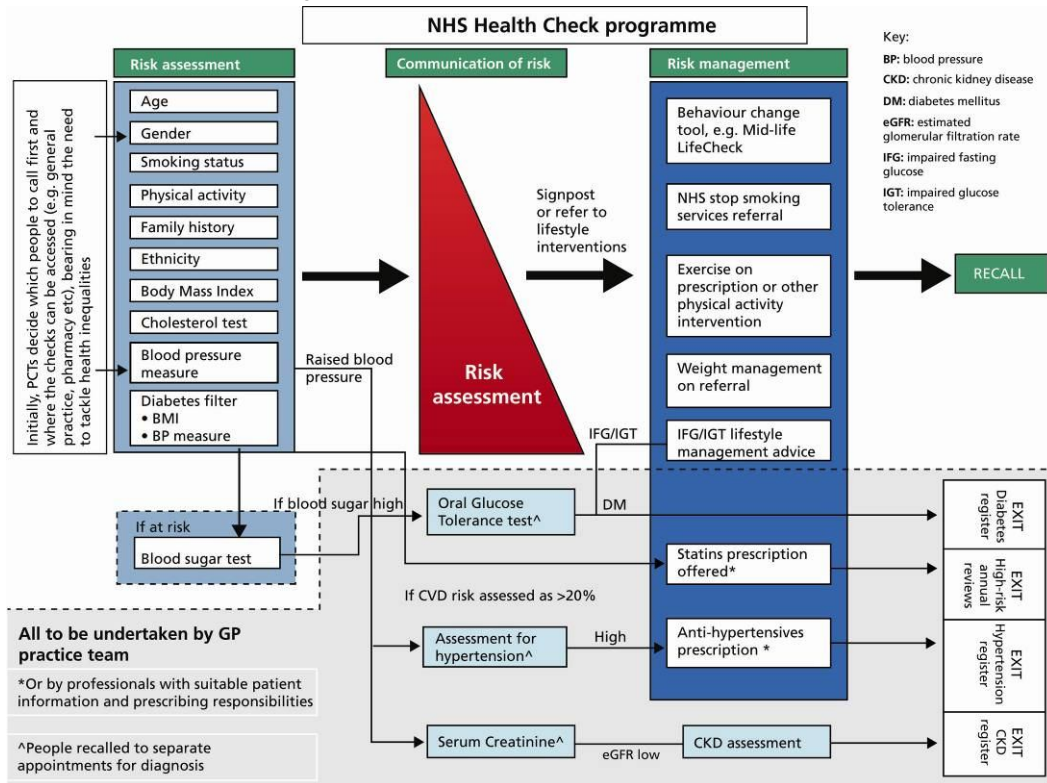 NHS Health Check programme
Risk assessment
Communication of risk
Risk management
Key:
BP: blood pressure
CKD: chronic kidney disease
DM: diabetes mellitus
eGFR: estimated
glomerular filtration rate
IFG: impaired fasting
glucose
IGT: impaired glucose
tolerance
Initially, PCTs decide which people to call first and
where the checks can be accessed (e.g. general
practice, pharmacy etc), bearing in mind the need
to tackle health inequalities
Age
Gender
Smoking status
Physical activity
Family history
Ethnicity
Body Mass Index
Cholesterol test
Blood pressure
measure
Diabetes filter
• BMI
• BP measure
Raised blood
pressure
Risk
assessment
Signpost
or refer to
lifestyle
interventions
Behaviour change
tool, e.g. Mid-life
LifeCheck
NHS stop smoking
services referral
Exercise on
prescription or other
physical activity
intervention
Weight management
on referral
IFG/IGT
IFG/IGT lifestyle
management advice
RECALL
If at risk
Blood sugar test
If blood sugar high
Oral Glucose
Tolerance test^
DM
EXIT
Diabetes
register
Statins prescription
offered*
EXIT
High-risk
annual
reviews
If CVD risk assessed as >20%
Assessment for
hypertension^
High
Anti-hypertensives
prescription *
EXIT
Hypertension
register
Serum Creatinine^
eGFR low
CKD assessment
EXIT
CKD
register
All to be undertaken by GP
practice team
*Or by professionals with suitable patient
information and prescribing responsibilities
^People recalled to separate
appointments for diagnosis